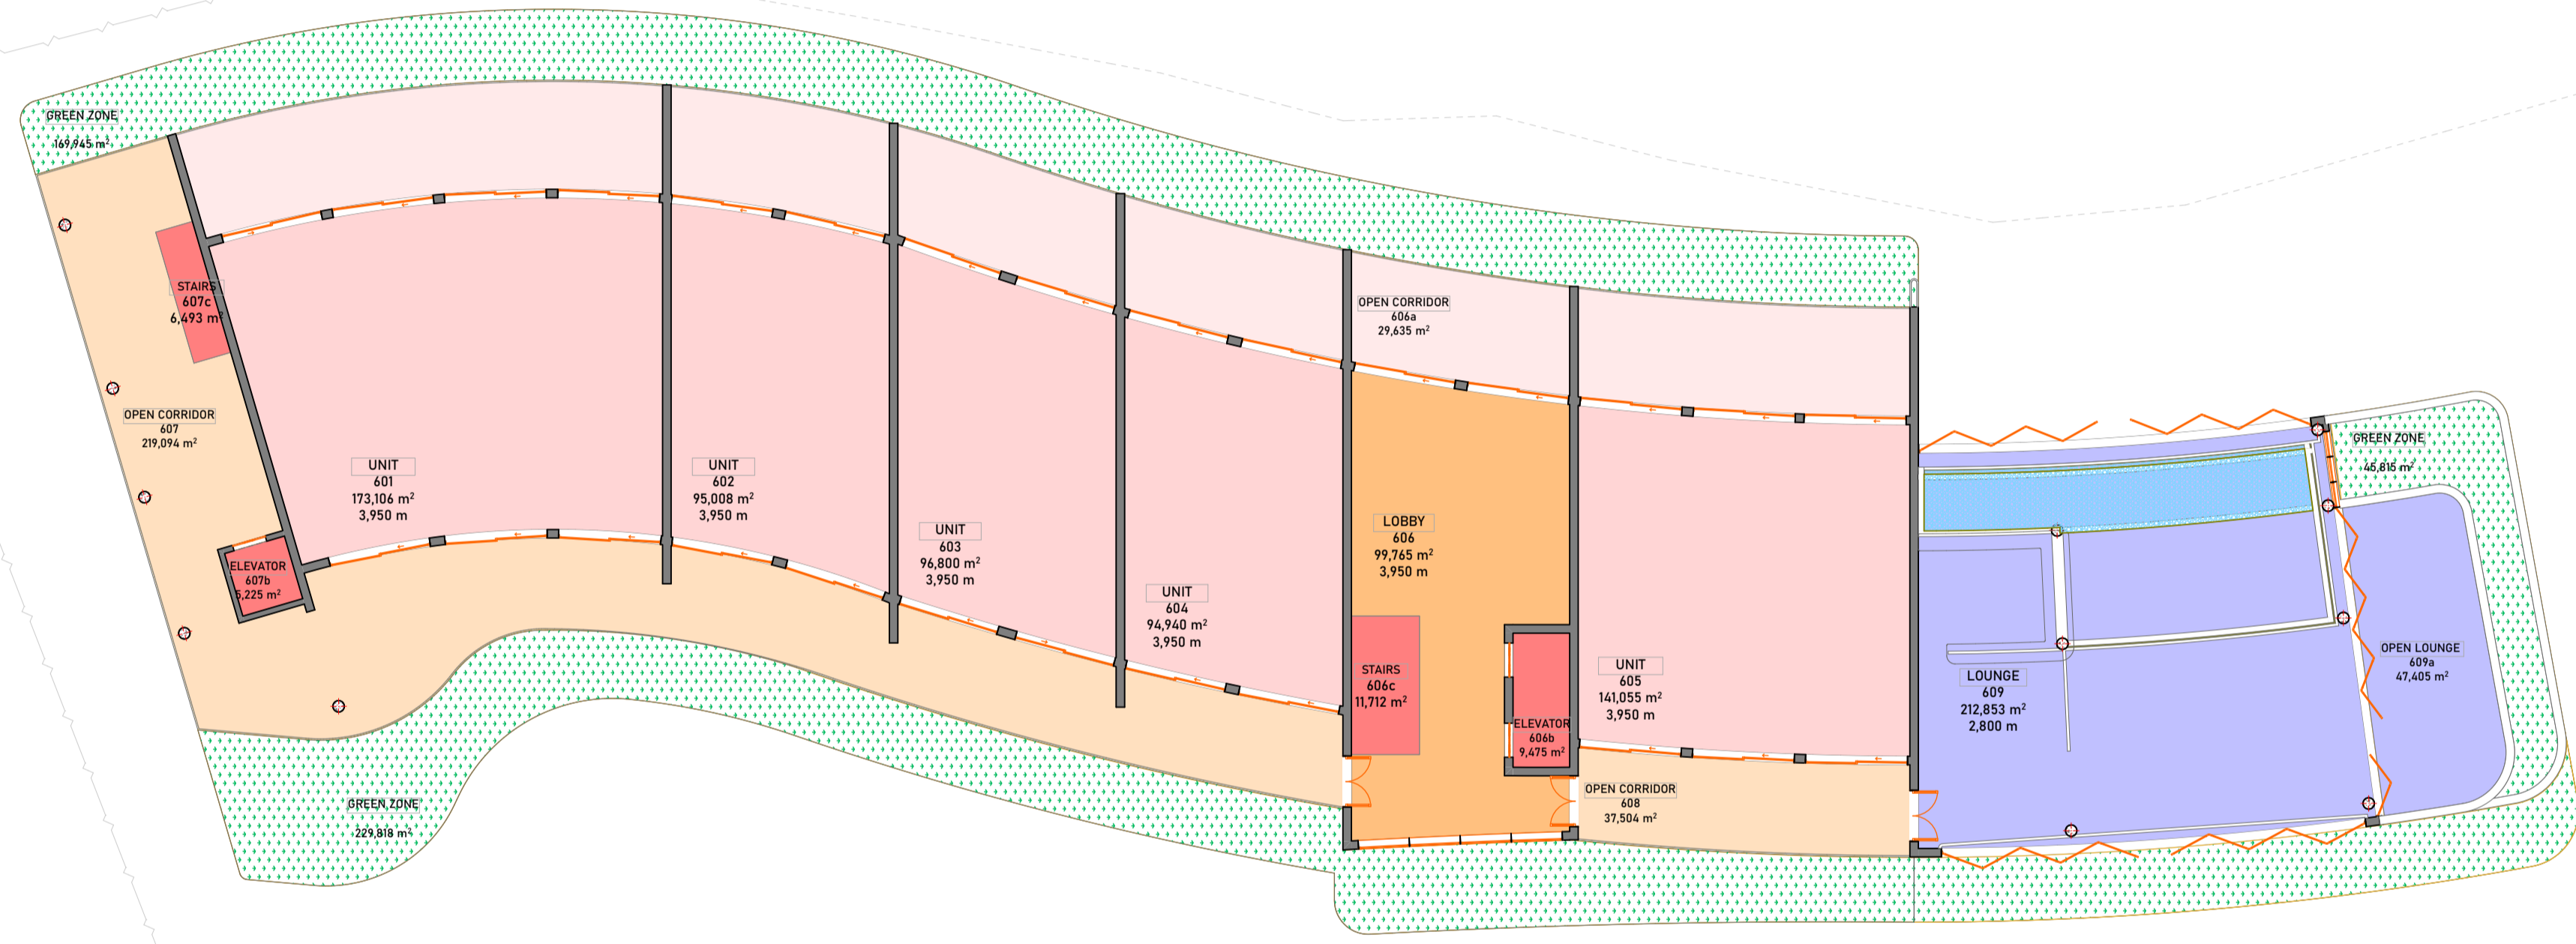 GREEN ZONE
169,945 m²
STAIRS
607c
6,493 m²
OPEN CORRIDOR
607
219,094 m²
ELEVATOR
607b
5,225 m²
UNIT
601
173,106 m²
3,950 m
UNIT
602
95,008 m²
3,950 m
UNIT
603
96,800 m²
3,950 m
UNIT
604
94,940 m²
3,950 m
OPEN CORRIDOR
606a
29,635 m²
LOBBY
606
99,765 m²
3,950 m
STAIRS
606c
11,712 m²
ELEVATOR
606b
9,475 m²
UNIT
605
141,055 m²
3,950 m
OPEN CORRIDOR
608
37,504 m²
LOUNGE
609
212,853 m²
2,800 m
GREEN ZONE
45,815 m²
OPEN LOUNGE
609a
47,405 m²
GREEN ZONE
229,818 m²